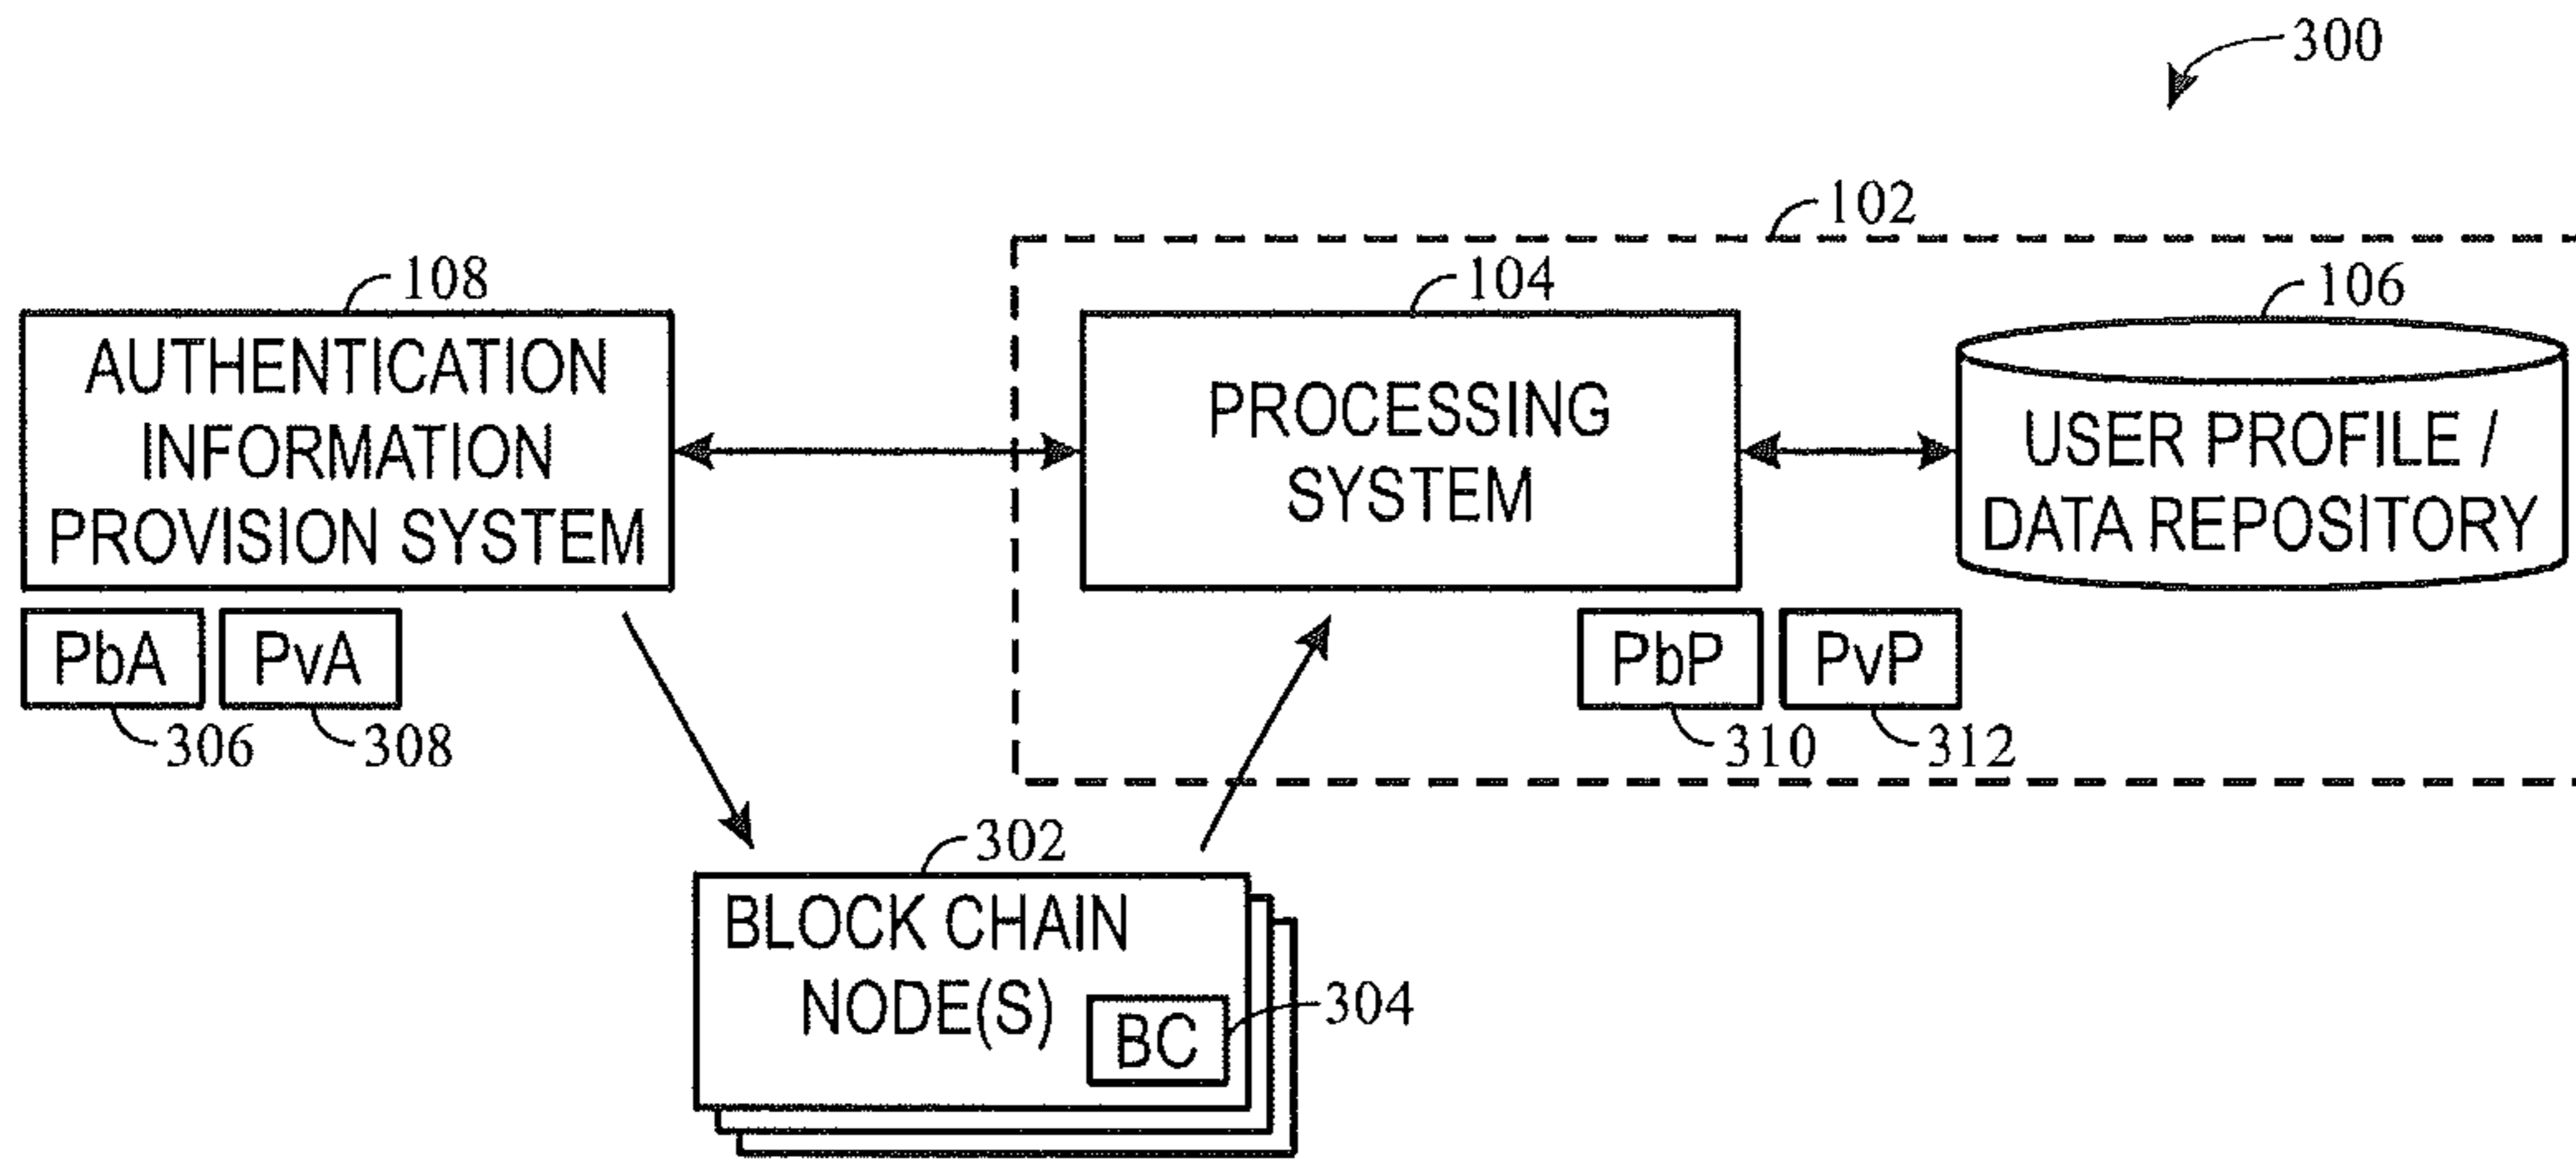 300
102
108
104
106
AUTHENTICATION
INFORMATION
PROVISION SYSTEM
PROCESSING
SYSTEM
USER PROFILE /
DATA REPOSITORY
PbA
PvA
PbP
PvP
306
308
310
312
302
BLOCK CHAIN
NODE(S)
BC
304